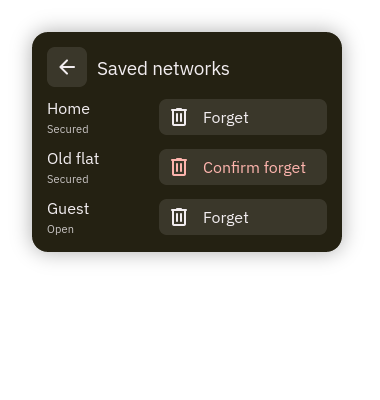 Saved networks
Home
Secured
Forget
Old flat
Secured
Confirm forget
Guest
Open
Forget